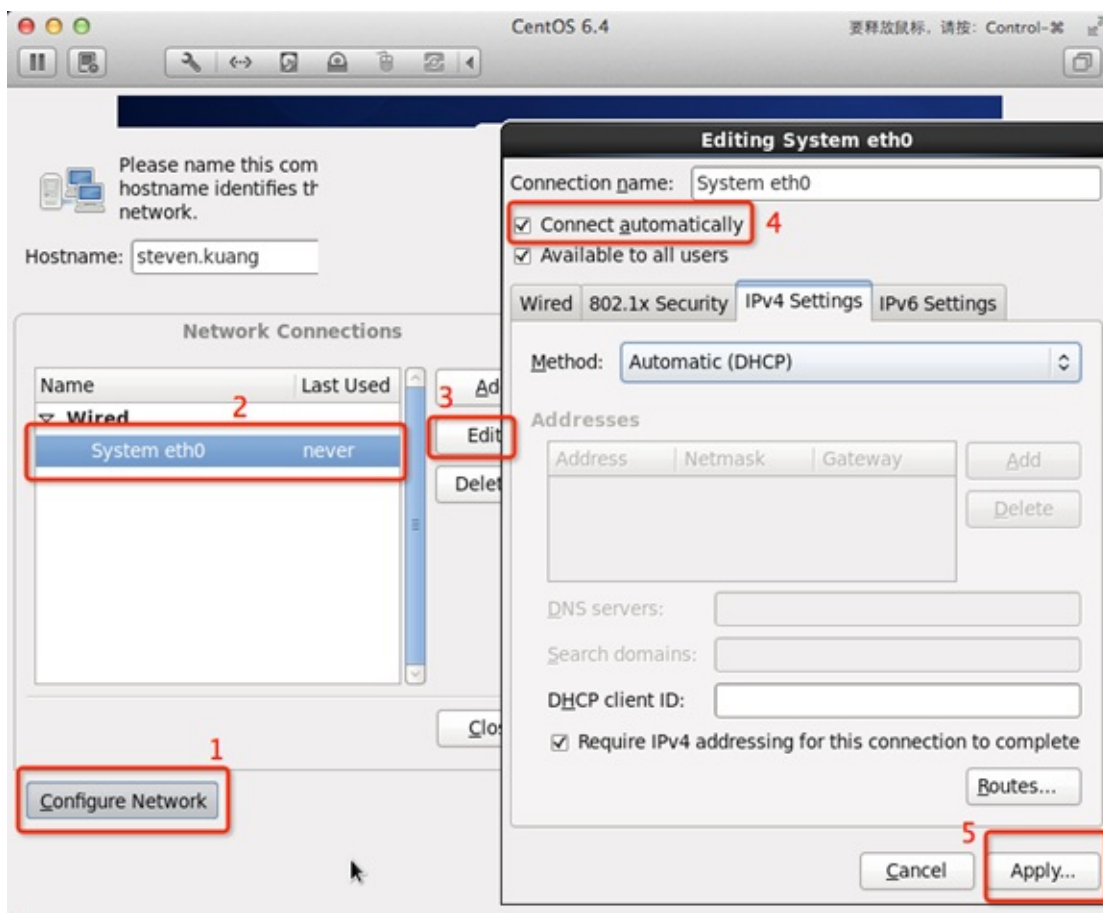 CentOS 6.4
要释放鼠标，请按：Control-⌘
Please name this com
hostname identifies th
network.
Hostname: steven.kuang
Network Connections
Name Last Used
Wired
System eth0 never
Ad
Edit
Delet
Clos
Configure Network
1
2
3
Editing System eth0
Connection name: System eth0
Connect automatically 4
Available to all users
Wired 802.1x Security IPv4 Settings IPv6 Settings
Method: Automatic (DHCP)
Addresses
Address Netmask Gateway Add
Delete
DNS servers:
Search domains:
DHCP client ID:
Require IPv4 addressing for this connection to complete
Routes...
5
Cancel Apply...